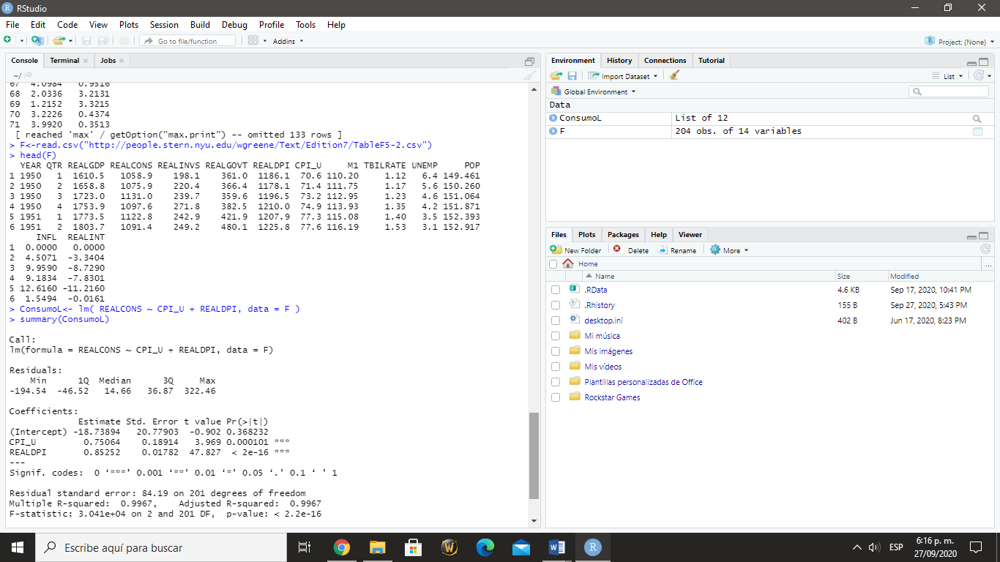 RStudio
File Edit Code View Plots Session Build Debug Profile Tools Help
Go to file/function Addins Project: (None)
Console Terminal Jobs
~/
67 4.0984 0.9516
68 2.0336 3.2131
69 1.2152 3.3215
70 3.2226 0.4374
71 3.9920 0.3513
[ reached 'max' / getOption("max.print") -- omitted 133 rows ]
> F<-read.csv("http://people.stern.nyu.edu/wgreene/Text/Edition7/TableF5-2.csv")
> head(F)
YEAR QTR REALGDP REALCONS REALINVS REALGOVT REALDPI CPI_U M1 TBILRATE UNEMP POP
1 1950 1 1610.5 1058.9 198.1 361.0 1186.1 70.6 110.20 1.12 6.4 149.461
2 1950 2 1658.8 1075.9 220.4 366.4 1178.1 71.4 111.75 1.17 5.6 150.260
3 1950 3 1723.0 1131.0 239.7 359.6 1196.5 73.2 112.95 1.23 4.6 151.064
4 1950 4 1753.9 1097.6 271.8 382.5 1210.0 74.9 113.93 1.35 4.2 151.871
5 1951 1 1773.5 1122.8 242.9 421.9 1207.9 77.3 115.08 1.40 3.5 152.393
6 1951 2 1803.7 1091.4 249.2 480.1 1225.8 77.6 116.19 1.53 3.1 152.917
INFL REALINT
1 0.0000 0.0000
2 4.5071 -3.3404
3 9.9590 -8.7290
4 9.1834 -7.8301
5 12.6160 -11.2160
6 1.5494 -0.0161
> ConsumoL<- lm( REALCONS ~ CPI_U + REALDPI, data = F )
> summary(ConsumoL)
Call:
lm(formula = REALCONS ~ CPI_U + REALDPI, data = F)
Residuals:
Min 1Q Median 3Q Max
-194.54 -46.52 14.66 36.87 322.46
Coefficients:
Estimate Std. Error t value Pr(>|t|)
(Intercept) -18.73894 20.77903 -0.902 0.368232
CPI_U 0.75064 0.18914 3.969 0.000101 ***
REALDPI 0.85252 0.01782 47.827 < 2e-16 ***
---
Signif. codes: 0 ‘***’ 0.001 ‘**’ 0.01 ‘*’ 0.05 ‘.’ 0.1 ‘ ’ 1
Residual standard error: 84.19 on 201 degrees of freedom
Multiple R-squared: 0.9967, Adjusted R-squared: 0.9967
F-statistic: 3.041e+04 on 2 and 201 DF, p-value: < 2.2e-16
Environment History Connections Tutorial
Import Dataset List
Global Environment
Data
ConsumoL List of 12
F 204 obs. of 14 variables
Files Plots Packages Help Viewer
New Folder Delete Rename More
Home ...
Name Size Modified
.RData 4.6 KB Sep 17, 2020, 10:41 PM
.Rhistory 155 B Sep 27, 2020, 5:43 PM
desktop.ini 402 B Jun 17, 2020, 8:23 PM
Mi música
Mis imágenes
Mis vídeos
Plantillas personalizadas de Office
Rockstar Games
Escribe aquí para buscar
ESP
6:16 p. m.
27/09/2020